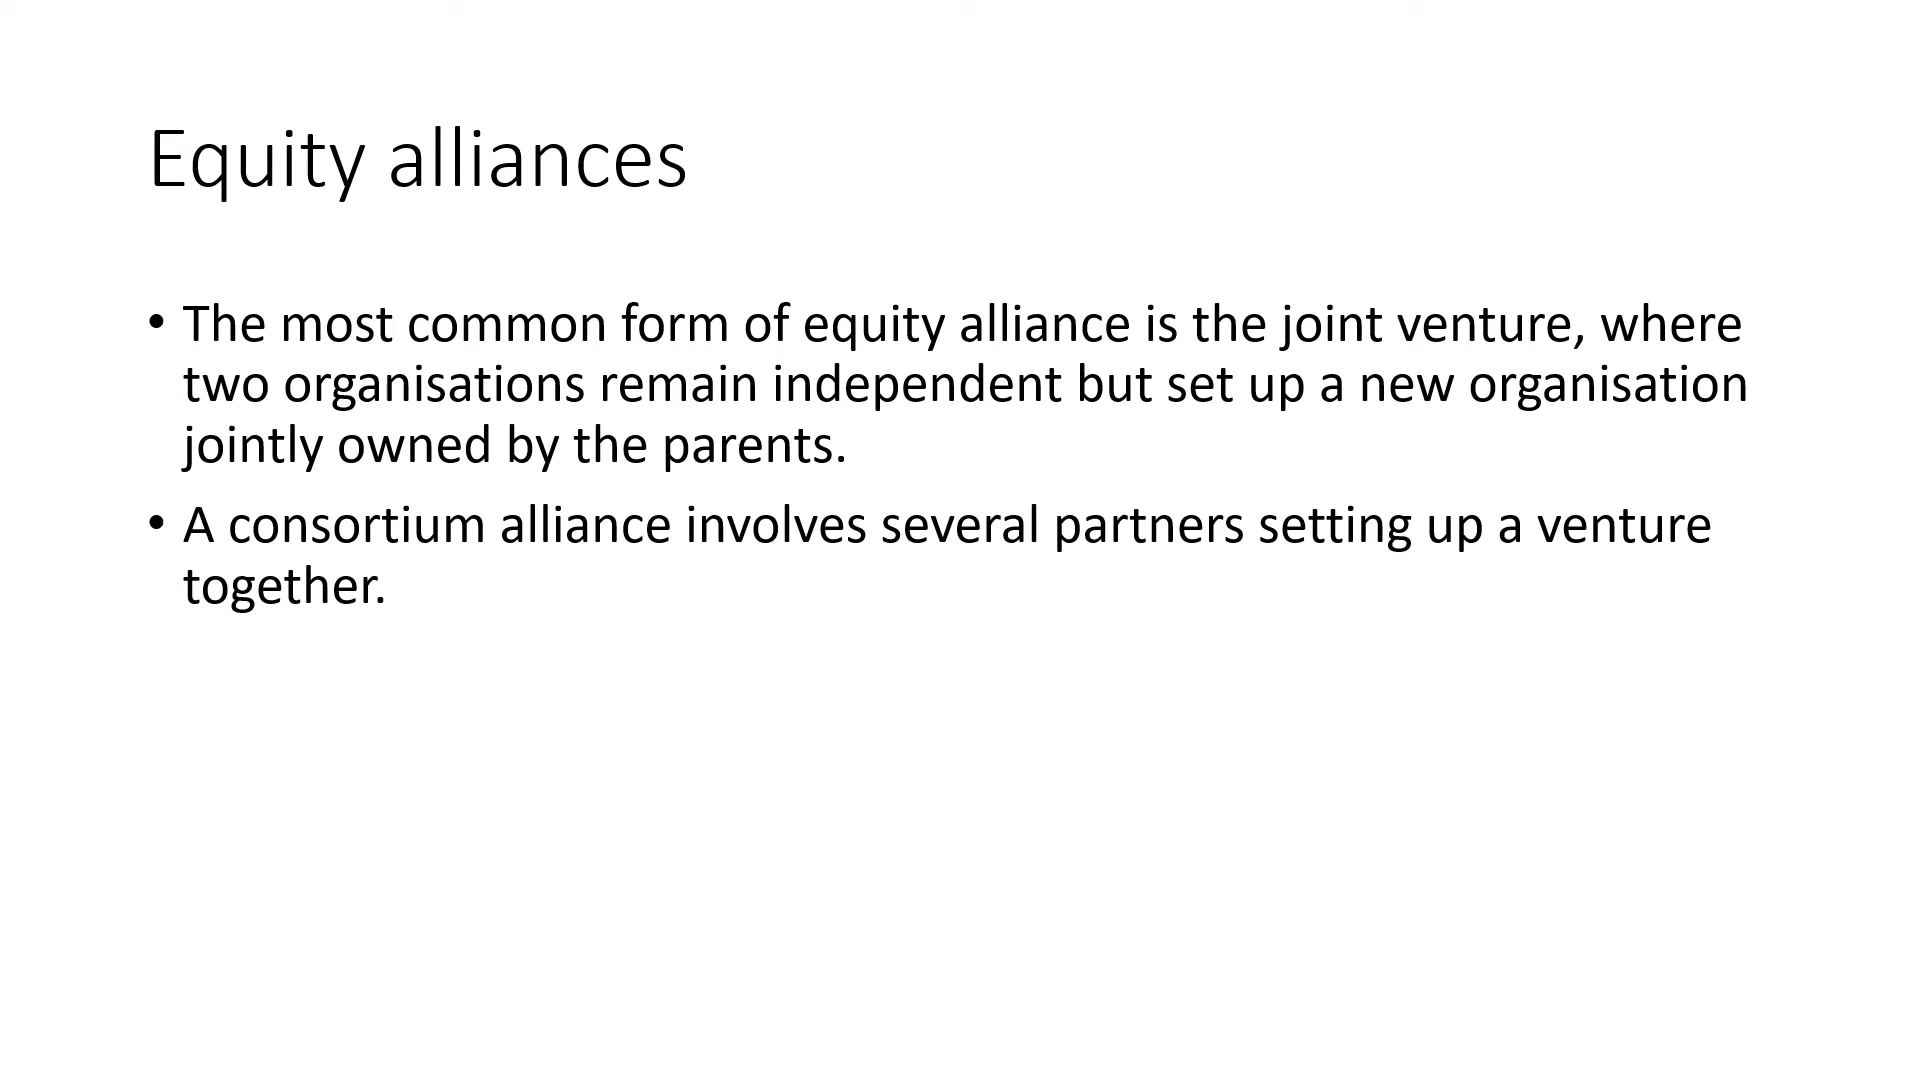 Equity alliances
• The most common form of equity alliance is the joint venture, where
two organisations remain independent but set up a new organisation
jointly owned by the parents.
• A consortium alliance involves several partners setting up a venture
together.